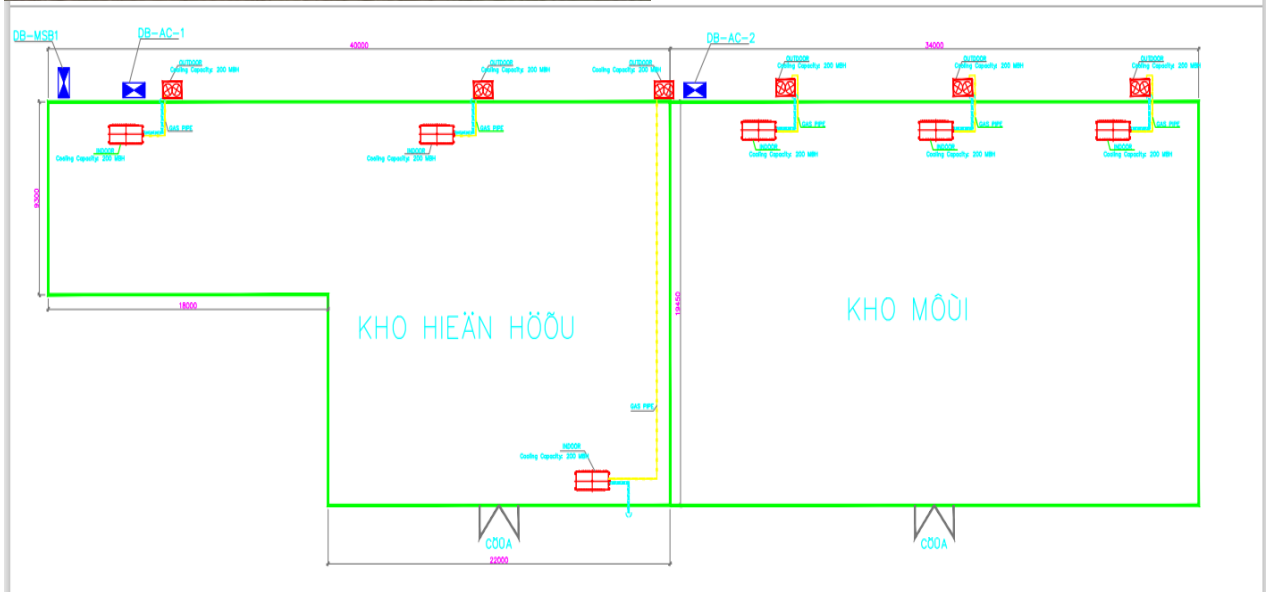 DB-MSB1
DB-AC-1
DB-AC-2
40000
34000
OUTDOOR
Cooling Capacity: 200 MBH
OUTDOOR
Cooling Capacity: 200 MBH
OUTDOOR
Cooling Capacity: 200 MBH
OUTDOOR
Cooling Capacity: 200 MBH
OUTDOOR
Cooling Capacity: 200 MBH
OUTDOOR
Cooling Capacity: 200 MBH
GAS PIPE
GAS PIPE
GAS PIPE
GAS PIPE
GAS PIPE
INDOOR
Cooling Capacity: 200 MBH
INDOOR
Cooling Capacity: 200 MBH
INDOOR
Cooling Capacity: 200 MBH
INDOOR
Cooling Capacity: 200 MBH
INDOOR
Cooling Capacity: 200 MBH
9300
18000
19450
KHO HIEÄN HÖÕU
KHO MÔÙI
GAS PIPE
INDOOR
Cooling Capacity: 200 MBH
CÖÛA
CÖÛA
22000